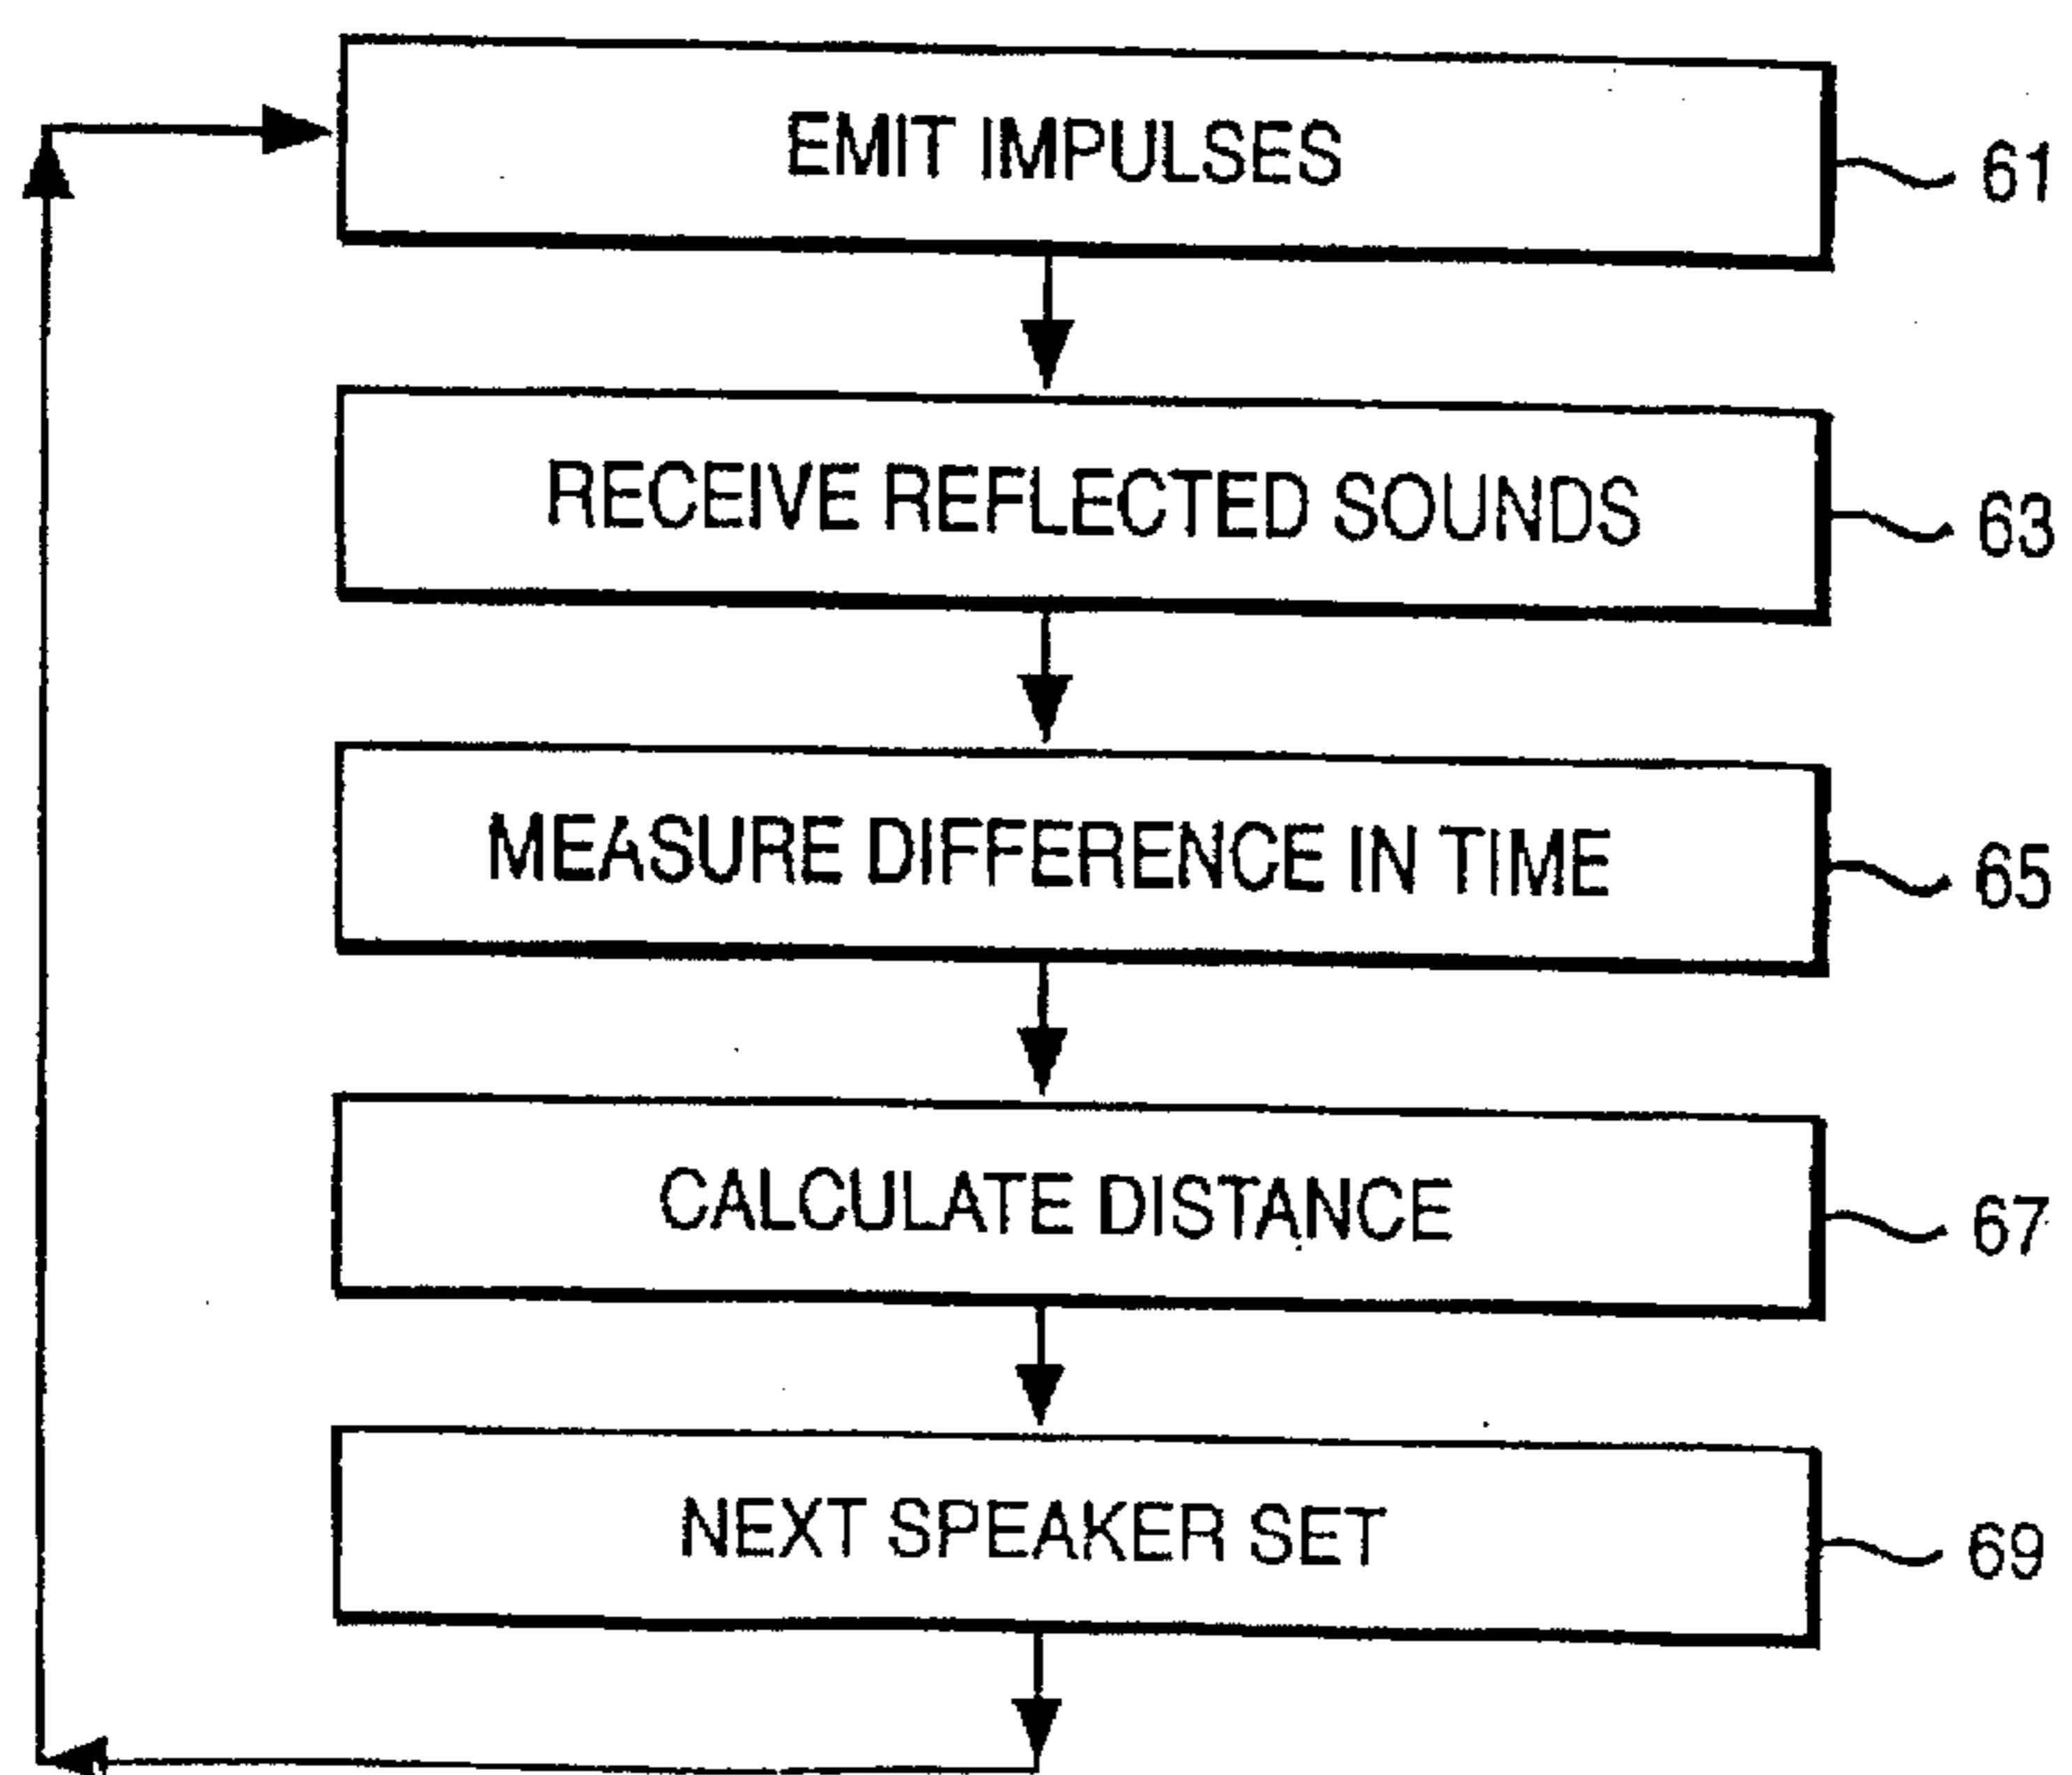 EMIT IMPULSES
61
RECEIVE REFLECTED SOUNDS
63
MEASURE DIFFERENCE IN TIME
65
CALCULATE DISTANCE
67
NEXT SPEAKER SET
69